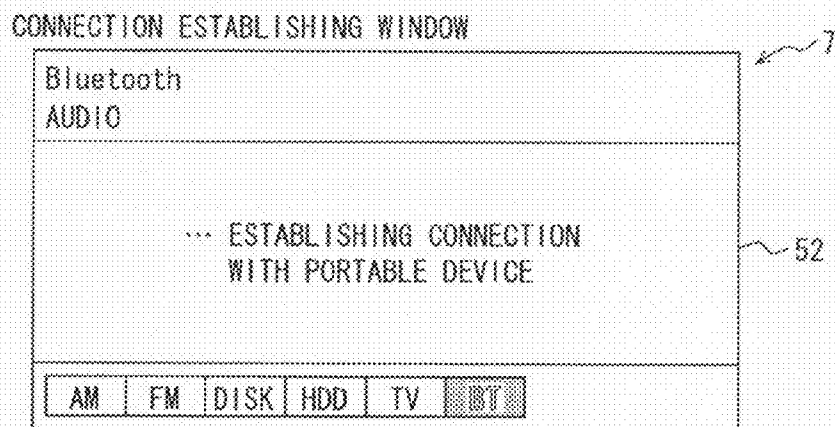 CONNECTION ESTABLISHING WINDOW
7
Bluetooth
AUDIO
... ESTABLISHING CONNECTION
WITH PORTABLE DEVICE
52
AM FM DISK HDD TV BT